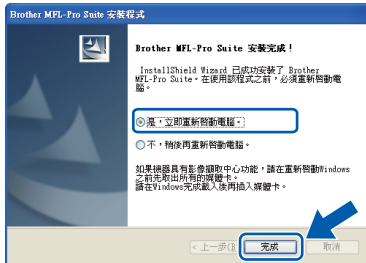 Brother MFL-Pro Suite 安裝程式
Brother MFL-Pro Suite 安裝完成！
InstallShield Wizard 已成功安裝了 Brother
MFL-Pro Suite。在使用該程式之前，必須重新啟動電
腦。
是，立即重新啟動電腦。
不，稍後再重新啟動電腦。
如果機器具有影像擷取中心功能，請在重新啟動Windows
之前先取出所有的媒體卡。
請在Windows完成載入後再插入媒體卡。
< 上一步(B
完成
取消